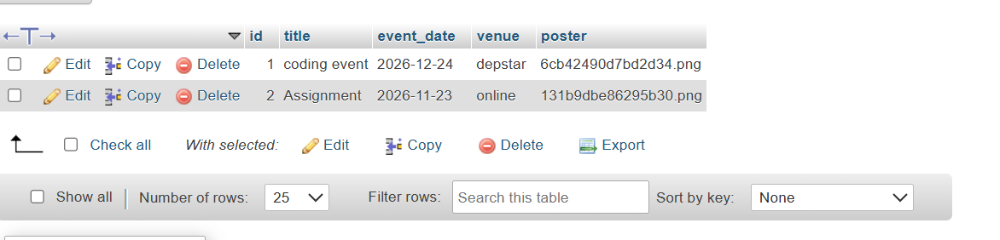 ←T→ id title event_date venue poster
Edit Copy Delete 1 coding event 2026-12-24 depstar 6cb42490d7bd2d34.png
Edit Copy Delete 2 Assignment 2026-11-23 online 131b9dbe86295b30.png
Check all With selected: Edit Copy Delete Export
Show all Number of rows: 25 Filter rows: Search this table Sort by key: None